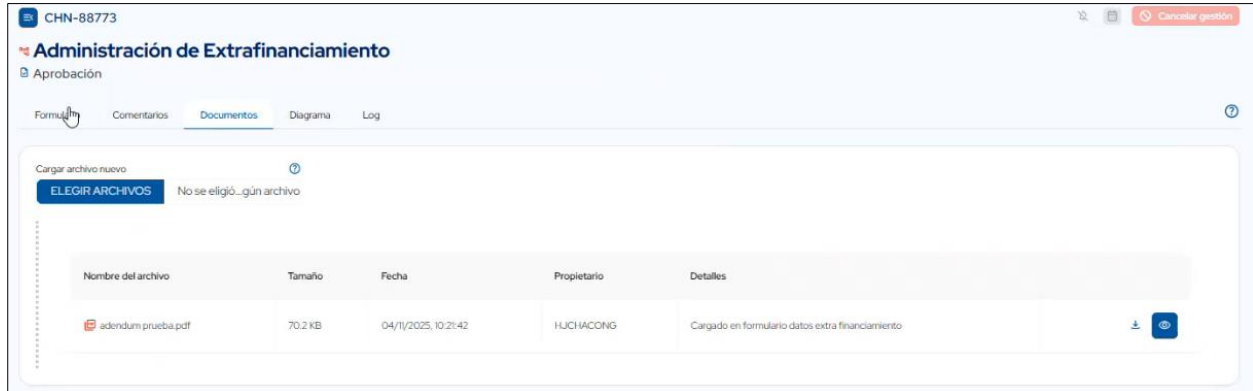 CHN-88773
Cancelar gestión
Administración de Extrafinanciamiento
Aprobación
Comentarios Documentos Diagrama Log
Cargar archivo nuevo
ELEGIR ARCHIVOS No se eligió...gún archivo
Nombre del archivo Tamaño Fecha Propietario Detalles
adendum prueba.pdf 70.2 KB 04/11/2025, 10:21:42 HJCHACONG Cargado en formulario datos extra financiamiento